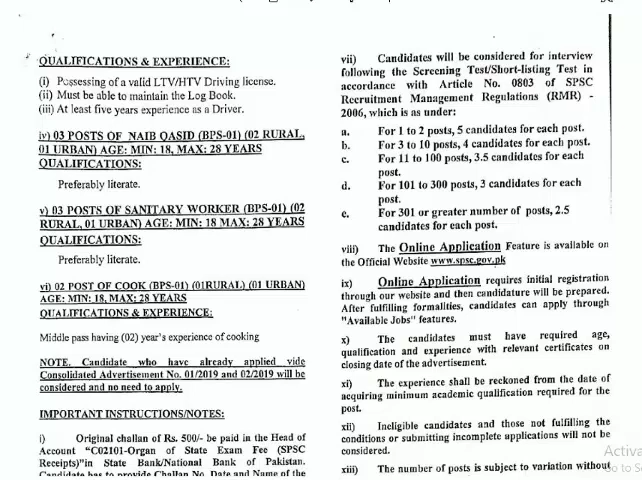 QUALIFICATIONS & EXPERIENCE:
(i) Possessing of a valid LTV/HTV Driving license.
(ii) Must be able to maintain the Log Book.
(iii) At least five years experience as a Driver.
iv) 03 POSTS OF NAIB QASID (BPS-01) (02 RURAL,
01 URBAN) AGE: MIN: 18, MAX: 28 YEARS
QUALIFICATIONS:
Preferably literate.
v) 03 POSTS OF SANITARY WORKER (BPS-01) (02
RURAL, 01 URBAN) AGE: MIN: 18 MAX: 28 YEARS
QUALIFICATIONS:
Preferably literate.
vi) 02 POST OF COOK (BPS-01) (01RURAL) (01 URBAN)
AGE: MIN: 18, MAX: 28 YEARS
QUALIFICATIONS & EXPERIENCE:
Middle pass having (02) year's experience of cooking
NOTE. Candidate who have already applied vide
Consolidated Advertisement No. 01/2019 and 02/2019 will be
considered and no need to apply.
IMPORTANT INSTRUCTIONS/NOTES:
i) Original challan of Rs. 500/- be paid in the Head of
Account "C02101-Organ of State Exam Fee (SPSC
Receipts)"in State Bank/National Bank of Pakistan.
Candidate has to provide Challan No. Date and Name of the
vii) Candidates will be considered for interview
following the Screening Test/Short-listing Test in
accordance with Article No. 0803 of SPSC
Recruitment Management Regulations (RMR) -
2006, which is as under:
a. For 1 to 2 posts, 5 candidates for each post.
b. For 3 to 10 posts, 4 candidates for each post.
c. For 11 to 100 posts, 3.5 candidates for each
post.
d. For 101 to 300 posts, 3 candidates for each
post.
e. For 301 or greater number of posts, 2.5
candidates for each post.
viii) The Online Application Feature is available on
the Official Website www.spsc.gov.pk
ix) Online Application requires initial registration
through our website and then candidature will be prepared.
After fulfilling formalities, candidates can apply through
"Available Jobs" features.
x) The candidates must have required age,
qualification and experience with relevant certificates on
closing date of the advertisement.
xi) The experience shall be reckoned from the date of
acquiring minimum academic qualification required for the
post.
xii) Ineligible candidates and those not fulfilling the
conditions or submitting incomplete applications will not be
considered.
xiii) The number of posts is subject to variation without
Activa
Go to S